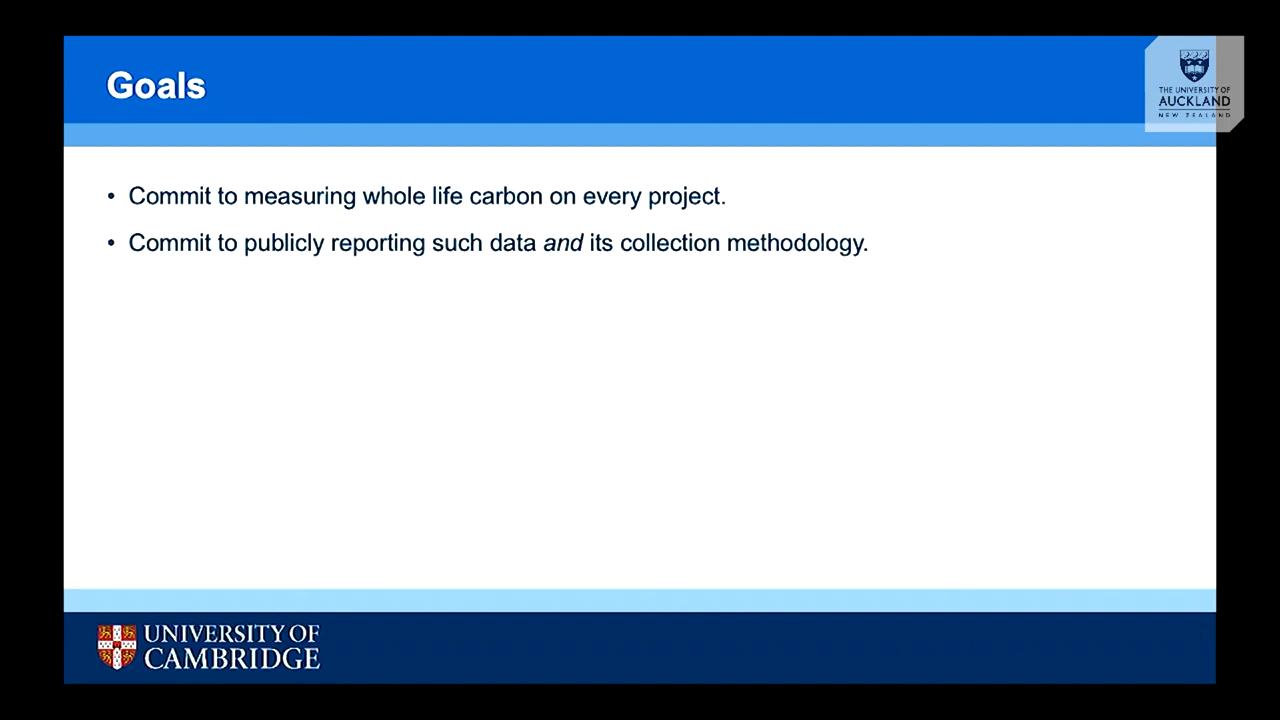 Goals
THE UNIVERSITY OF
AUCKLAND
NEW ZEALAND
• Commit to measuring whole life carbon on every project.
• Commit to publicly reporting such data and its collection methodology.
UNIVERSITY OF
CAMBRIDGE